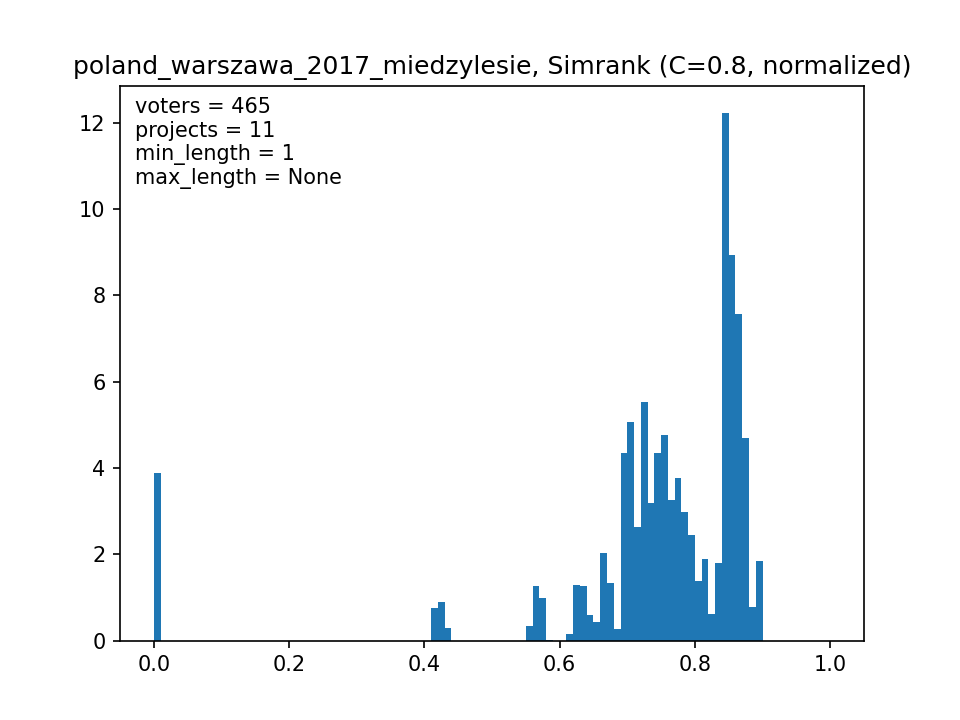 poland_warszawa_2017_miedzylesie, Simrank (C=0.8, normalized)
voters = 465
projects = 11
min_length = 1
max_length = None
12
10
8
6
4
2
0
0.0 0.2 0.4 0.6 0.8 1.0